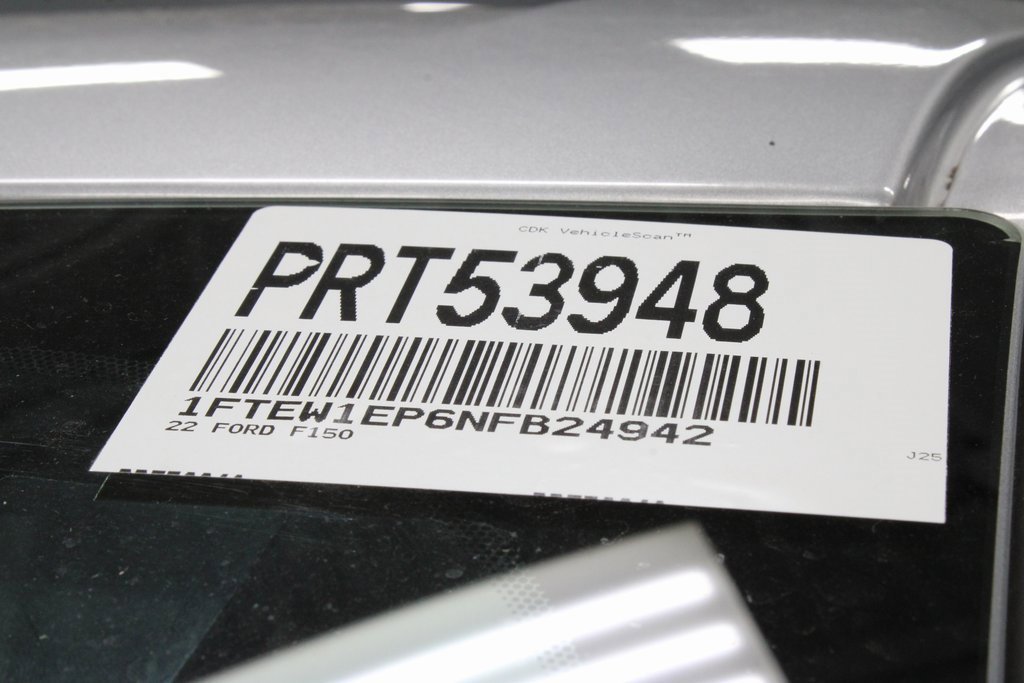 CDK VehicleScan™
PRT53948
1FTEW1EP6NFB24942
22 FORD F150
J25